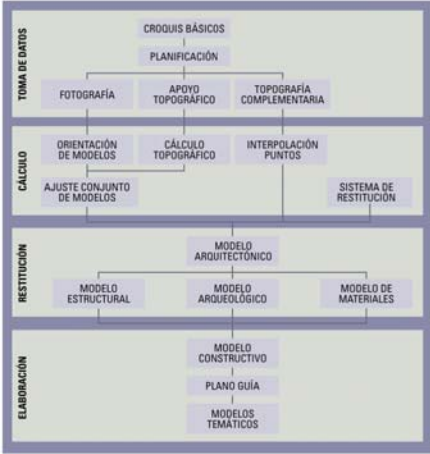 TOMA DE DATOS
CROQUIS BÁSICOS
PLANIFICACIÓN
FOTOGRAFÍA
APOYO
TOPOGRÁFICO
TOPOGRAFÍA
COMPLEMENTARIA
CÁLCULO
ORIENTACIÓN
DE MODELOS
CÁLCULO
TOPOGRÁFICO
INTERPOLACIÓN
PUNTOS
AJUSTE CONJUNTO
DE MODELOS
SISTEMA DE
RESTITUCIÓN
RESTITUCIÓN
MODELO
ARQUITECTÓNICO
MODELO
ESTRUCTURAL
MODELO
ARQUEOLÓGICO
MODELO DE
MATERIALES
ELABORACIÓN
MODELO
CONSTRUCTIVO
PLANO GUÍA
MODELOS
TEMÁTICOS